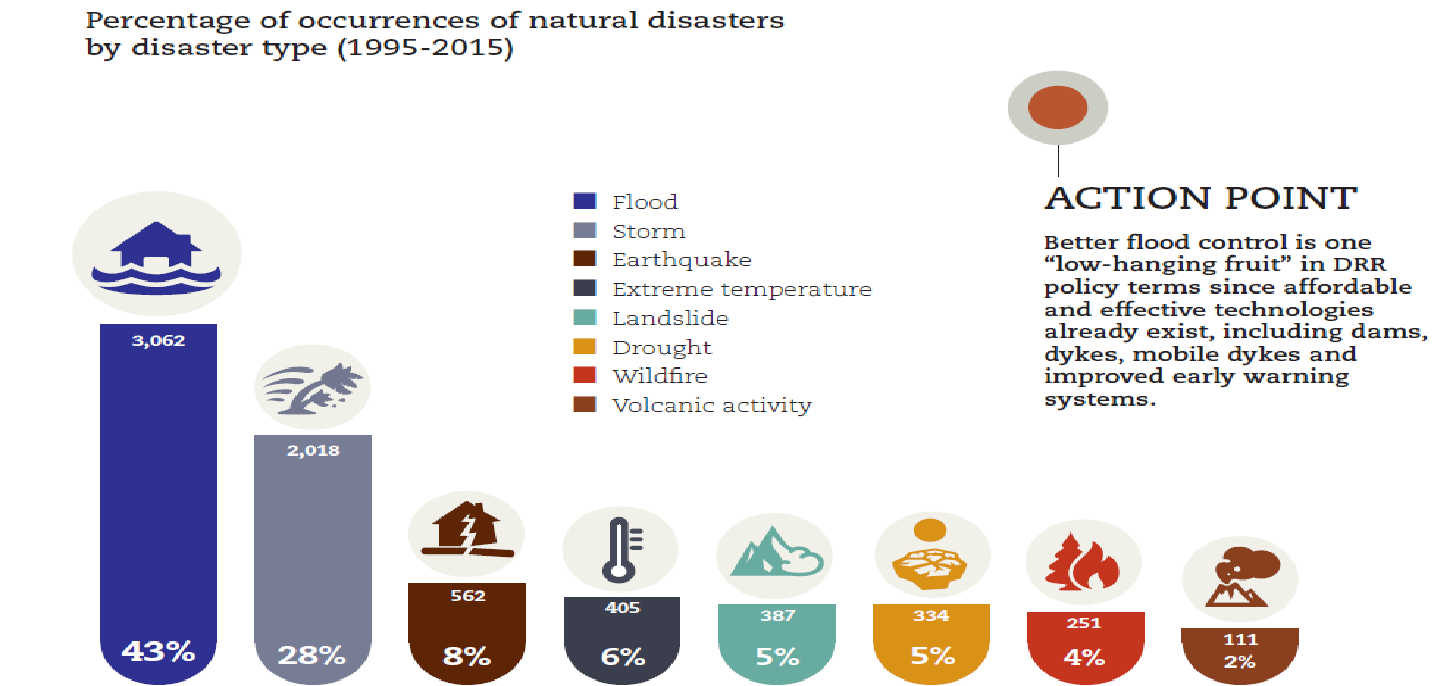 Percentage of occurrences of natural disasters
by disaster type (1995-2015)
Flood
Storm
Earthquake
Extreme temperature
Landslide
Drought
Wildfire
Volcanic activity
ACTION POINT
Better flood control is one
“low-hanging fruit” in DRR
policy terms since affordable
and effective technologies
already exist, including dams,
dykes, mobile dykes and
improved early warning
systems.
3,062
43%
2,018
28%
562
8%
405
6%
387
5%
334
5%
251
4%
111
2%